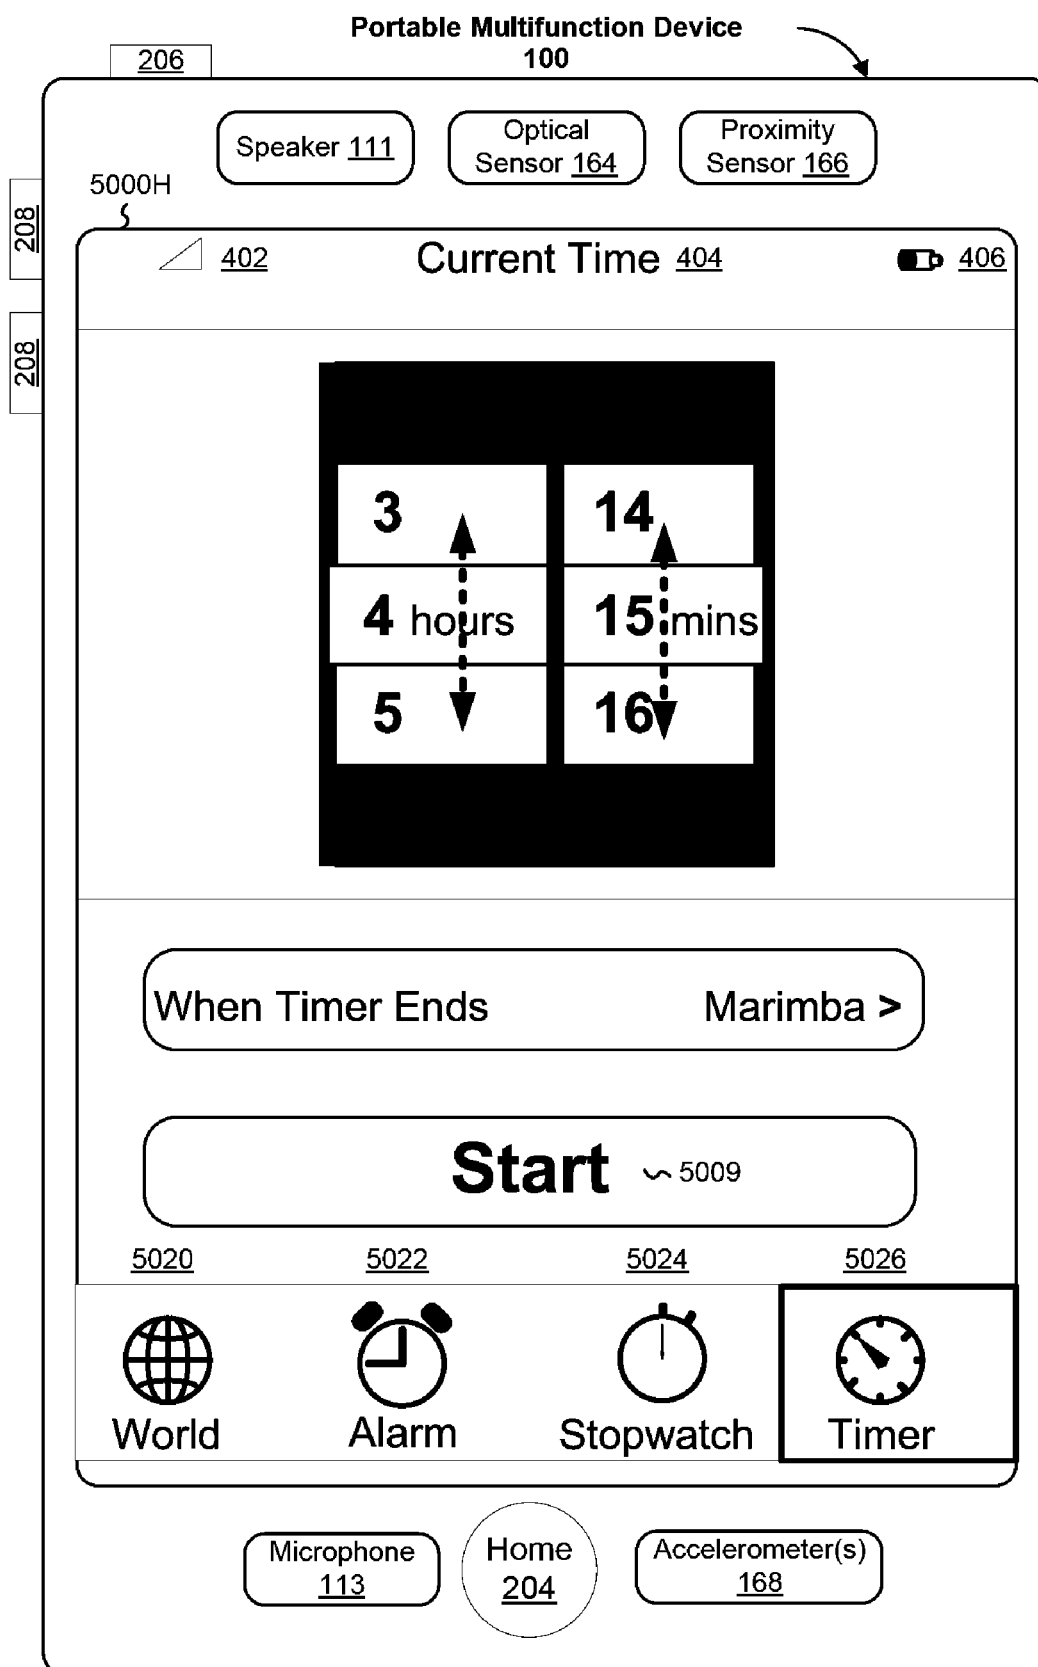 Portable Multifunction Device
100
206
Speaker 111
Optical
Sensor 164
Proximity
Sensor 166
5000H
208
208
402
Current Time 404
406
3
14
4 hours
15 mins
5
16
When Timer Ends
Marimba >
Start
5009
5020
5022
5024
5026
World
Alarm
Stopwatch
Timer
Microphone
113
Home
204
Accelerometer(s)
168